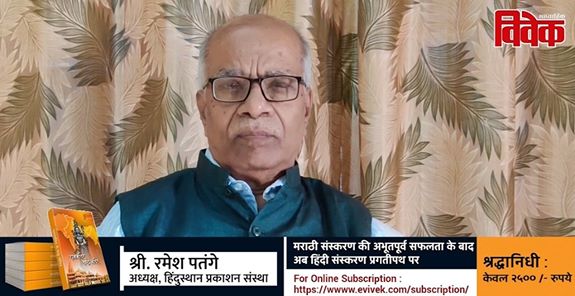 विवेक
श्री. रमेश पतंगे
अध्यक्ष, हिंदुस्थान प्रकाशन संस्था
मराठी संस्करण की अभूतपूर्व सफलता के बाद
अब हिंदी संस्करण प्रगतीपथ पर
For Online Subscription :
https://www.evivek.com/subscription/
श्रद्धानिधी :
केवल २५०० /- रुपये